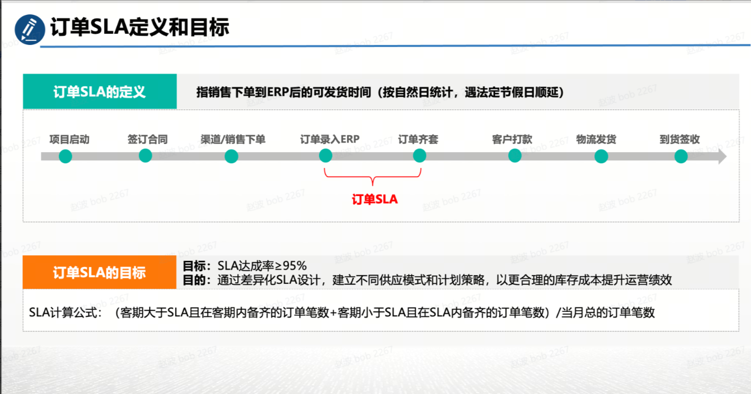 订单SLA定义和目标
订单SLA的定义
指销售下单到ERP后的可发货时间（按自然日统计，遇法定节假日顺延）
项目启动
签订合同
渠道/销售下单
订单录入ERP
订单齐套
客户打款
物流发货
到货签收
订单SLA
订单SLA的目标
目标：SLA达成率≥95%
目的：通过差异化SLA设计，建立不同供应模式和计划策略，以更合理的库存成本提升运营绩效
SLA计算公式：（客期大于SLA且在客期内备齐的订单笔数+客期小于SLA且在SLA内备齐的订单笔数）/当月总的订单笔数